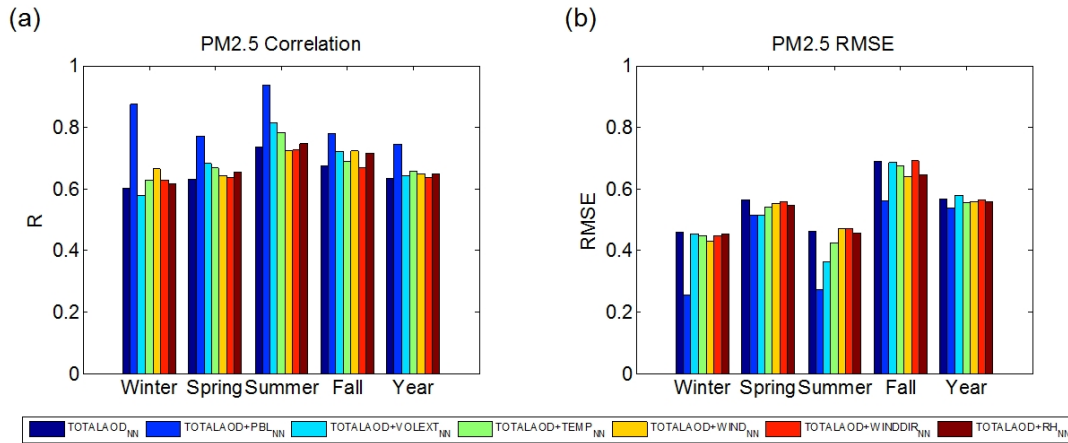 (a)
PM2.5 Correlation
1
0.8
0.6
0.4
0.2
0
R
Winter Spring Summer Fall Year
(b)
PM2.5 RMSE
1
0.8
0.6
0.4
0.2
0
RMSE
Winter Spring Summer Fall Year
TOTALAOD_NN TOTALAOD+PBL_NN TOTALAOD+VOLEXT_NN TOTALAOD+TEMP_NN TOTALAOD+WIND_NN TOTALAOD+WINDDIR_NN TOTALAOD+RH_NN